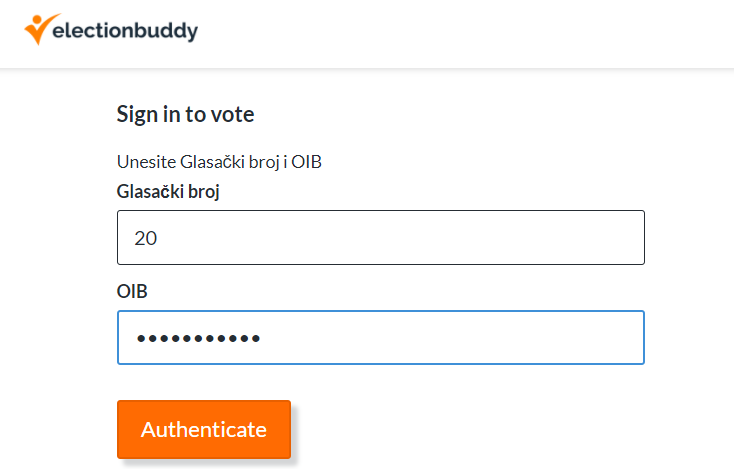 electionbuddy
Sign in to vote
Unesite Glasački broj i OIB
Glasački broj
20
OIB
•••••••••••
Authenticate